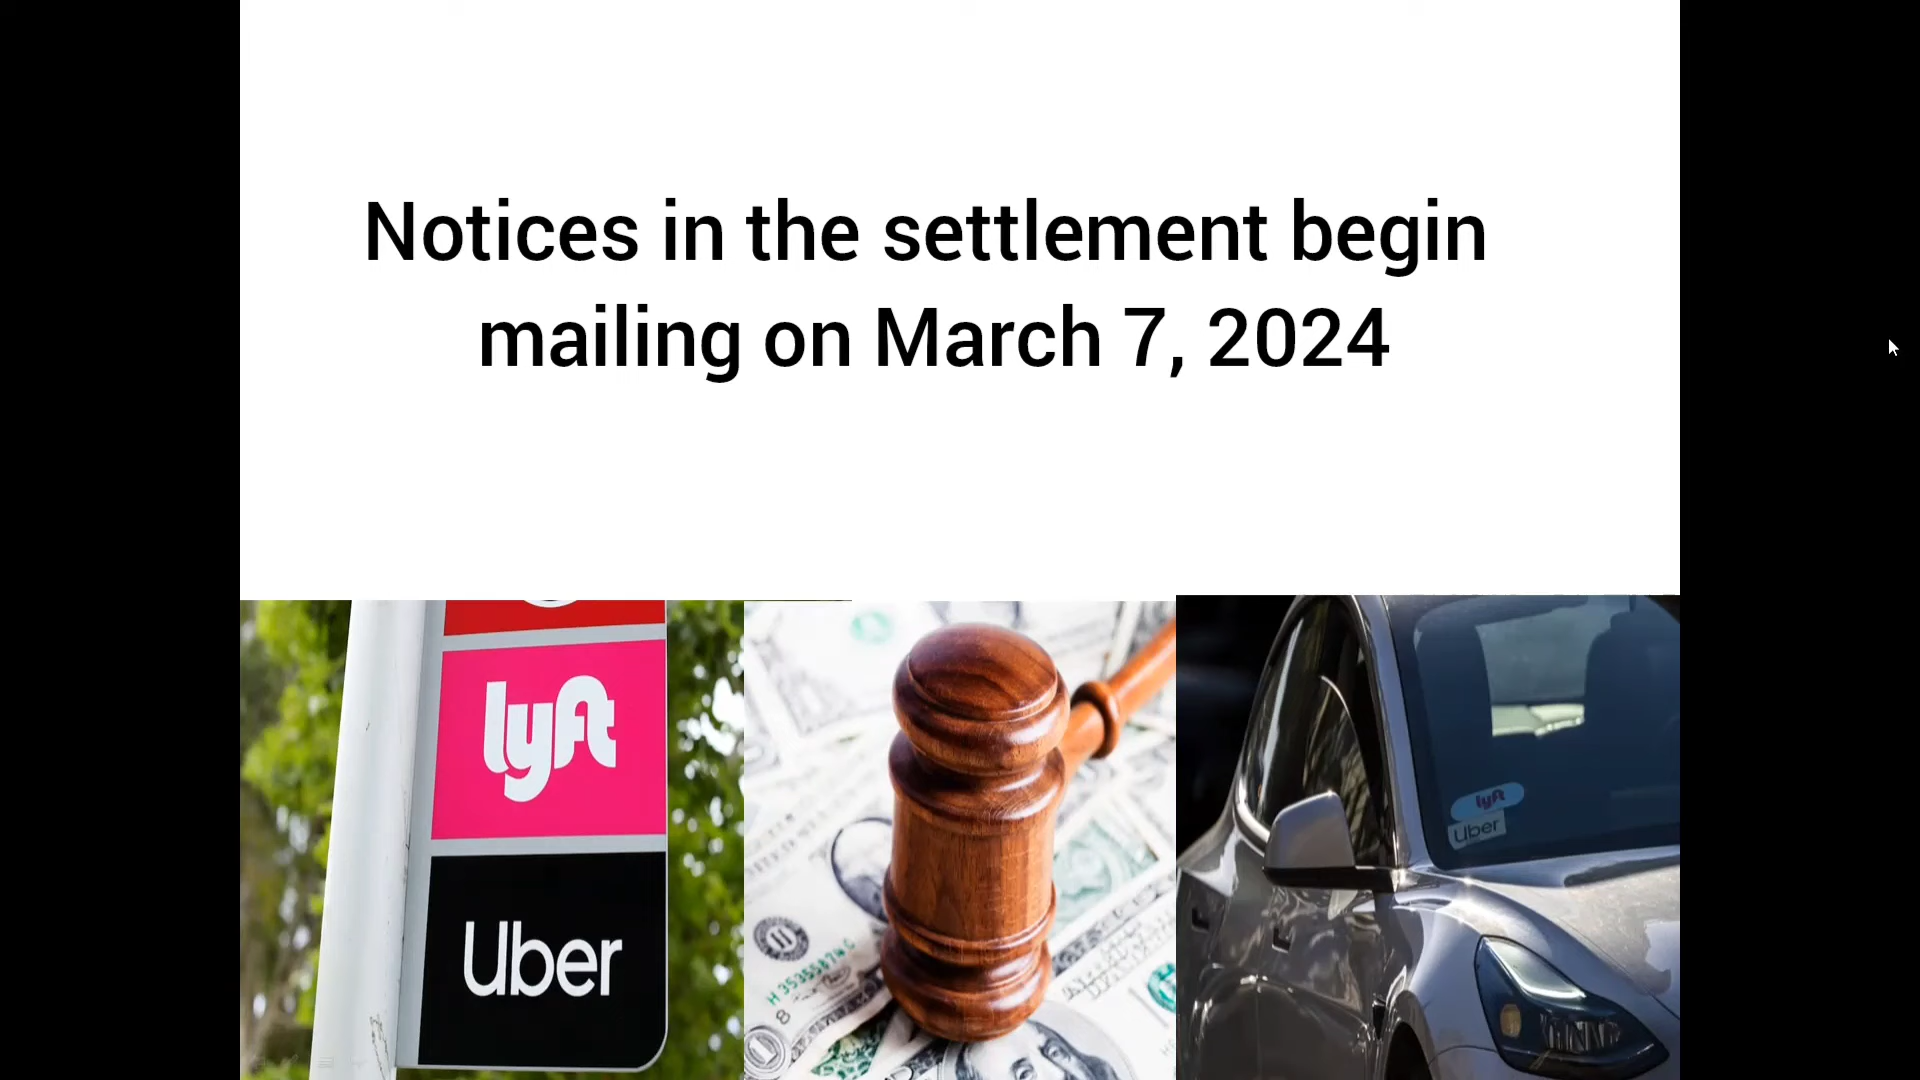 Notices in the settlement begin
mailing on March 7, 2024
lyft
Uber
lyft
Uber